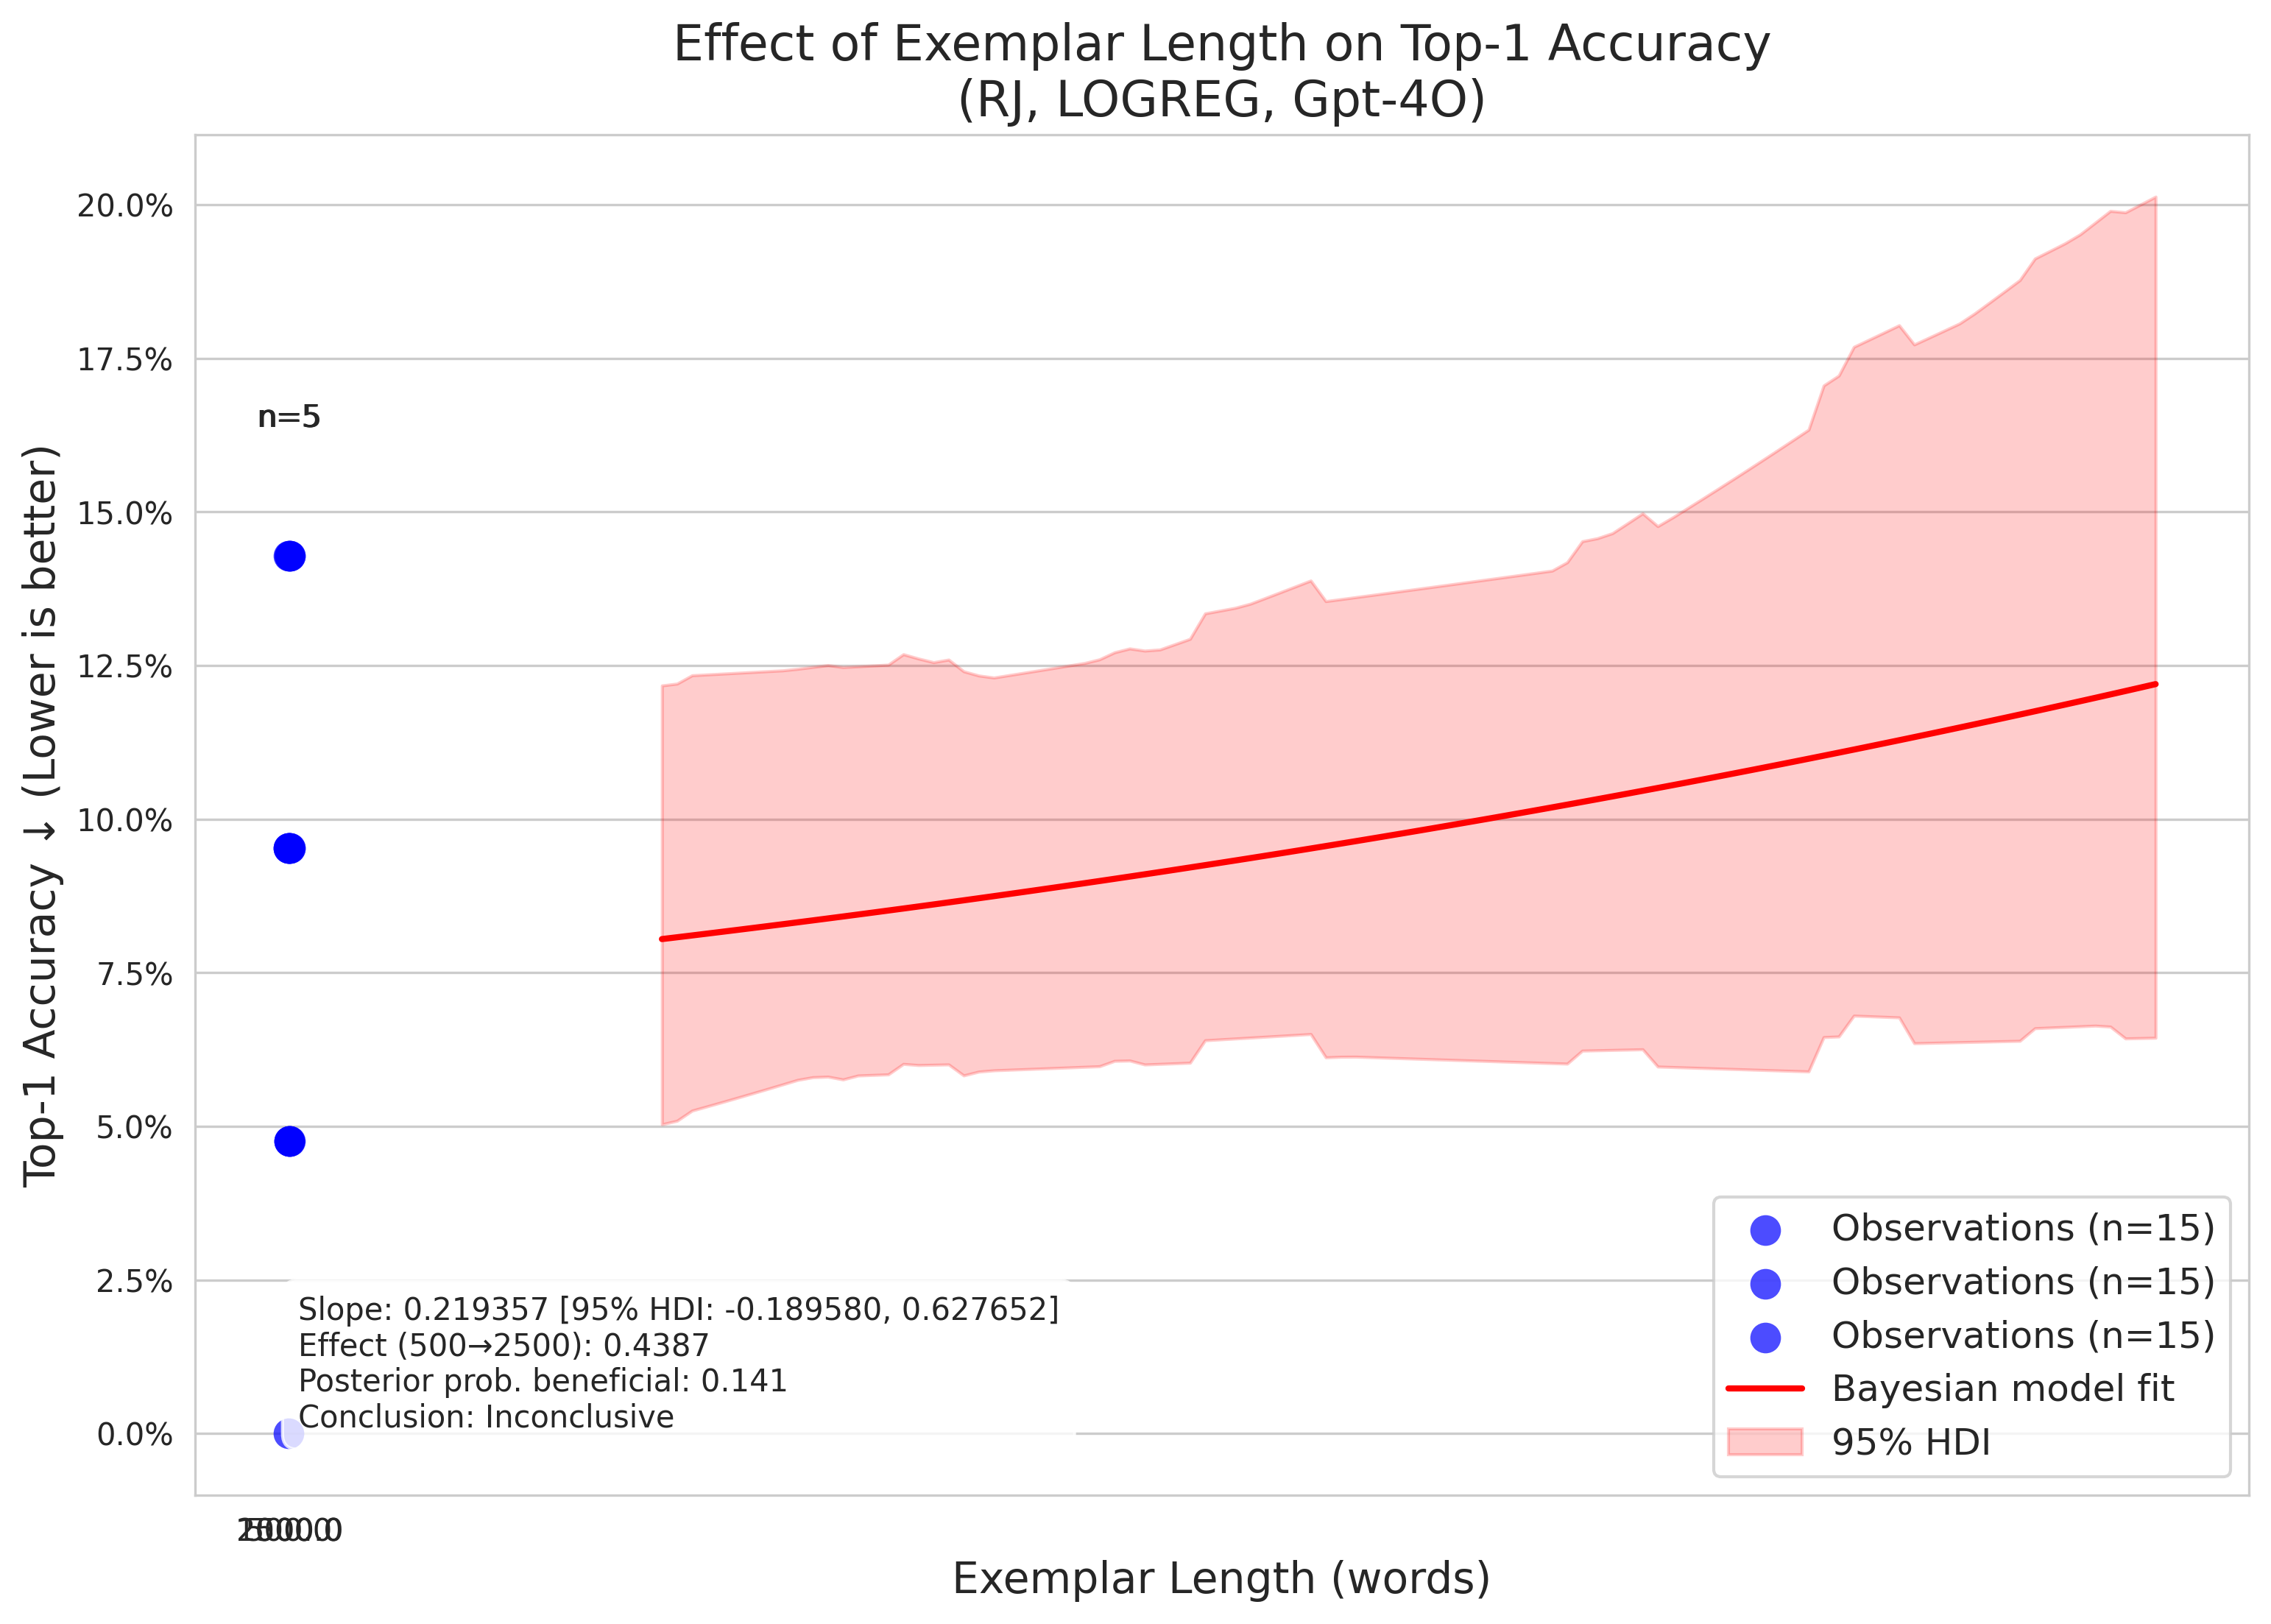 Effect of Exemplar Length on Top-1 Accuracy
(RJ, LOGREG, Gpt-4O)
Top-1 Accuracy ↓ (Lower is better)
20.0%
17.5%
15.0%
12.5%
10.0%
7.5%
5.0%
2.5%
0.0%
n=5
Slope: 0.219357 [95% HDI: -0.189580, 0.627652]
Effect (500→2500): 0.4387
Posterior prob. beneficial: 0.141
Conclusion: Inconclusive
Observations (n=15)
Observations (n=15)
Observations (n=15)
Bayesian model fit
95% HDI
Exemplar Length (words)